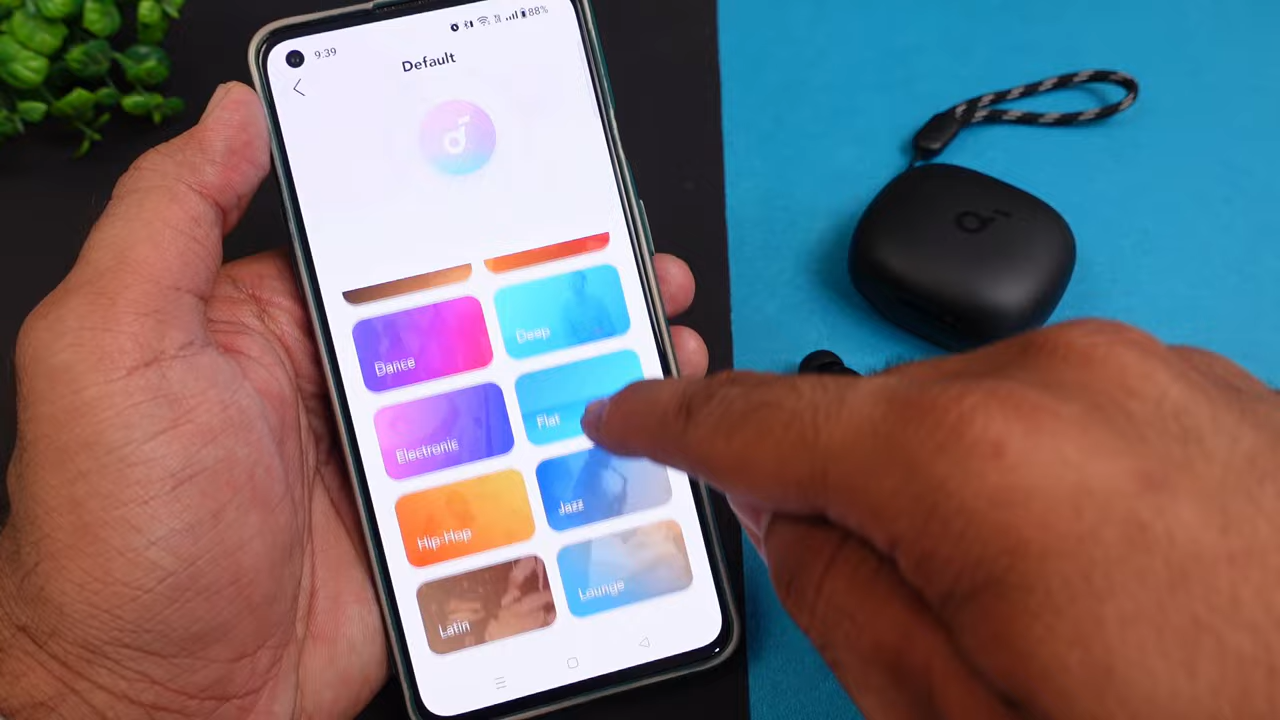 9:39
88%
Default
Dance
Deep
Electronic
Flat
Hip-Hop
Jazz
Latin
Lounge